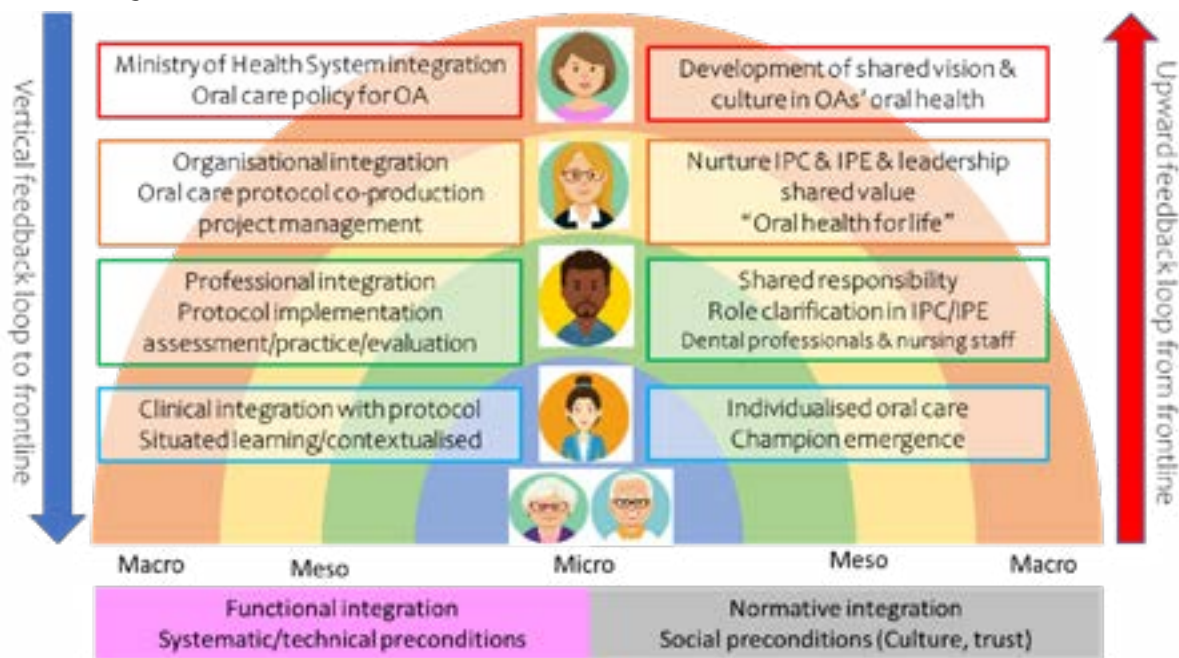 Vertical feedback loop to frontline
Ministry of Health System integration
Oral care policy for OA
Development of shared vision &
culture in OAs' oral health
Organisational integration
Oral care protocol co-production
project management
Nurture IPC & IPE & leadership
shared value
"Oral health for life"
Professional integration
Protocol implementation
assessment/practice/evaluation
Shared responsibility
Role clarification in IPC/IPE
Dental professionals & nursing staff
Clinical integration with protocol
Situated learning/contextualised
Individualised oral care
Champion emergence
Upward feedback loop from frontline
Macro
Meso
Micro
Meso
Macro
Functional integration
Systematic/technical preconditions
Normative integration
Social preconditions (Culture, trust)